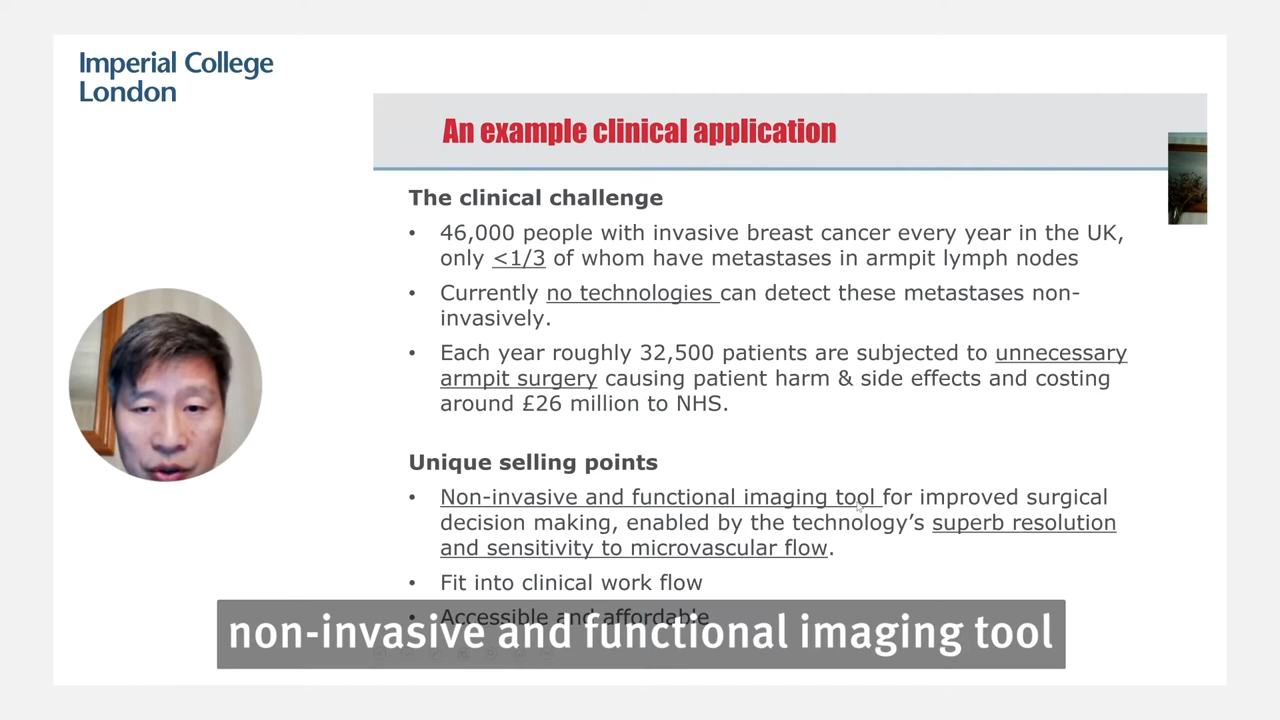 Imperial College
London
An example clinical application
The clinical challenge
• 46,000 people with invasive breast cancer every year in the UK,
only <1/3 of whom have metastases in armpit lymph nodes
• Currently no technologies can detect these metastases non-
invasively.
• Each year roughly 32,500 patients are subjected to unnecessary
armpit surgery causing patient harm & side effects and costing
around £26 million to NHS.
Unique selling points
• Non-invasive and functional imaging tool for improved surgical
decision making, enabled by the technology’s superb resolution
and sensitivity to microvascular flow.
• Fit into clinical work flow
• Accessible and affordable
non-invasive and functional imaging tool